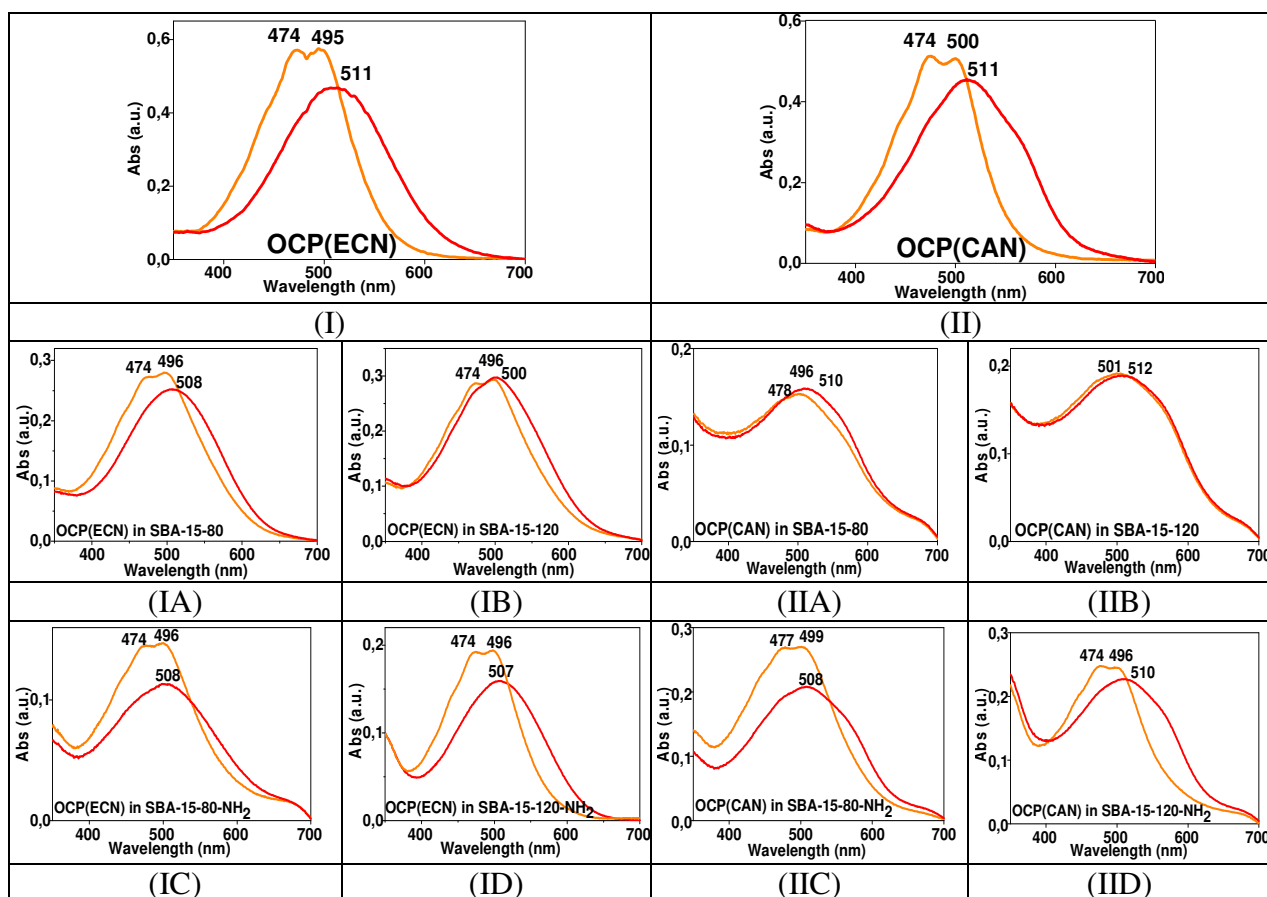 474 495
511
0,6
0,4
0,2
0,0
Abs (a.u.)
OCP(ECN)
400 500 600 700
Wavelength (nm)
474 500
511
0,6
0,4
0,2
0,0
Abs (a.u.)
OCP(CAN)
400 500 600 700
Wavelength (nm)
(I)
(II)
474 496
508
0,3
0,2
0,1
0,0
Abs (a.u.)
OCP(ECN) in SBA-15-80
400 500 600 700
Wavelength (nm)
496
474 500
0,3
0,2
0,1
0,0
Abs (a.u.)
OCP(ECN) in SBA-15-120
400 500 600 700
Wavelength (nm)
496
478 510
0,2
0,1
0,0
Abs (a.u.)
OCP(CAN) in SBA-15-80
400 500 600 700
Wavelength (nm)
501 512
0,2
0,1
0,0
Abs (a.u.)
OCP(CAN) in SBA-15-120
400 500 600 700
Wavelength (nm)
(IA)
(IB)
(IIA)
(IIB)
474 496
508
0,1
0,0
Abs (a.u.)
OCP(ECN) in SBA-15-80-NH2
400 500 600 700
Wavelength (nm)
474 496
507
0,2
0,1
0,0
Abs (a.u.)
OCP(ECN) in SBA-15-120-NH2
400 500 600 700
Wavelength (nm)
477 499
508
0,3
0,2
0,1
0,0
Abs (a.u.)
OCP(CAN) in SBA-15-80-NH2
400 500 600 700
Wavelength (nm)
474 496
510
0,3
0,2
0,1
0,0
Abs (a.u.)
OCP(CAN) in SBA-15-120-NH2
400 500 600 700
Wavelength (nm)
(IC)
(ID)
(IIC)
(IID)